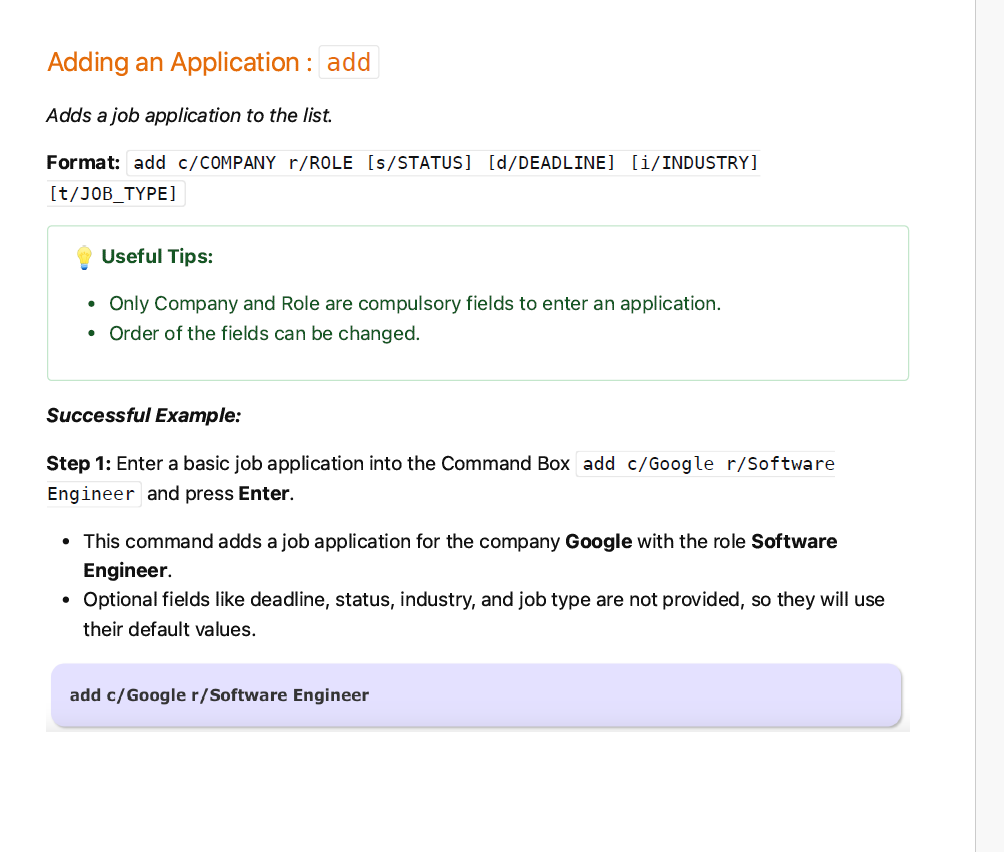 Adding an Application : add
Adds a job application to the list.
Format: add c/COMPANY r/ROLE [s/STATUS] [d/DEADLINE] [i/INDUSTRY]
[t/JOB_TYPE]
💡 Useful Tips:
• Only Company and Role are compulsory fields to enter an application.
• Order of the fields can be changed.
Successful Example:
Step 1: Enter a basic job application into the Command Box add c/Google r/Software
Engineer and press Enter.
• This command adds a job application for the company Google with the role Software
Engineer.
• Optional fields like deadline, status, industry, and job type are not provided, so they will use
their default values.
add c/Google r/Software Engineer